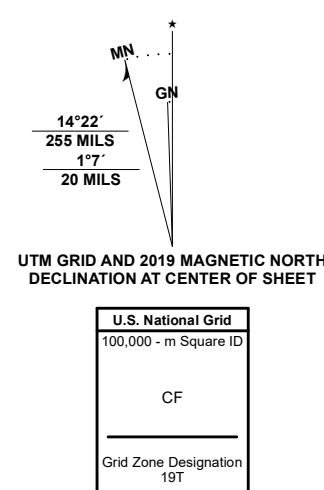 ★
MN
GN
14°22´
255 MILS
1°7´
20 MILS
UTM GRID AND 2019 MAGNETIC NORTH
DECLINATION AT CENTER OF SHEET
U.S. National Grid
100,000 - m Square ID
CF
Grid Zone Designation
19T